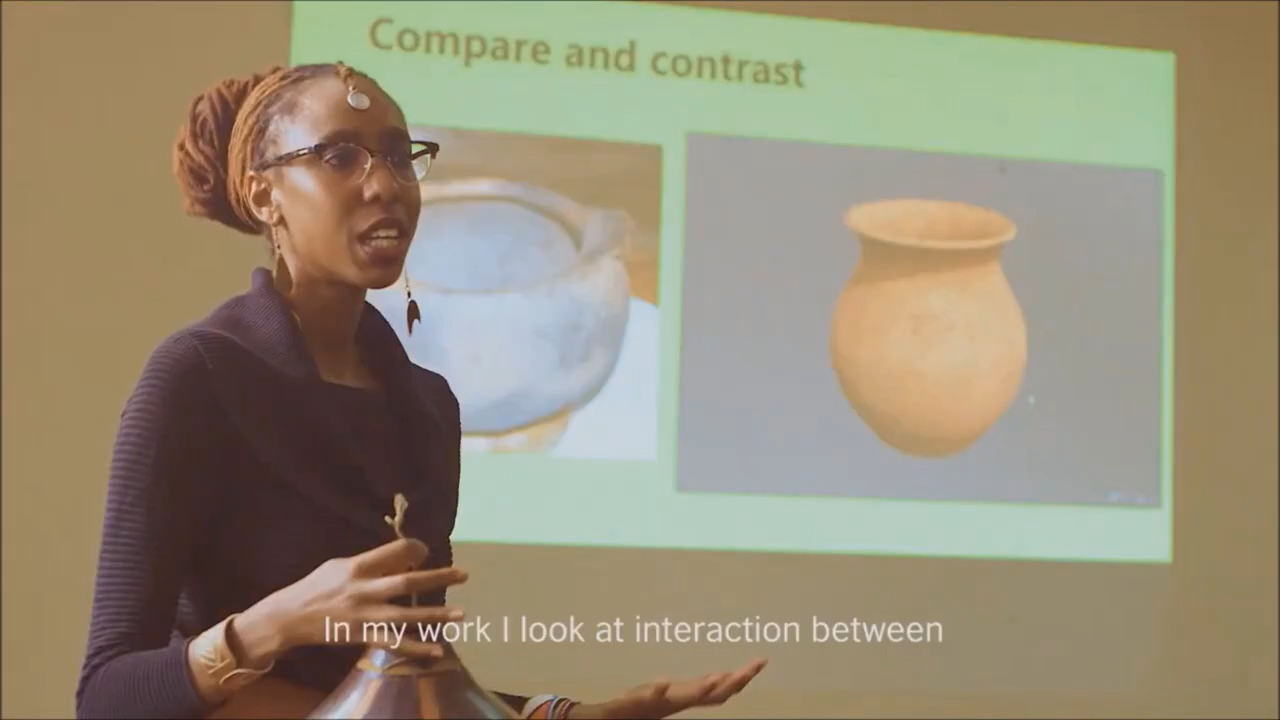 Compare and contrast
In my work I look at interaction between